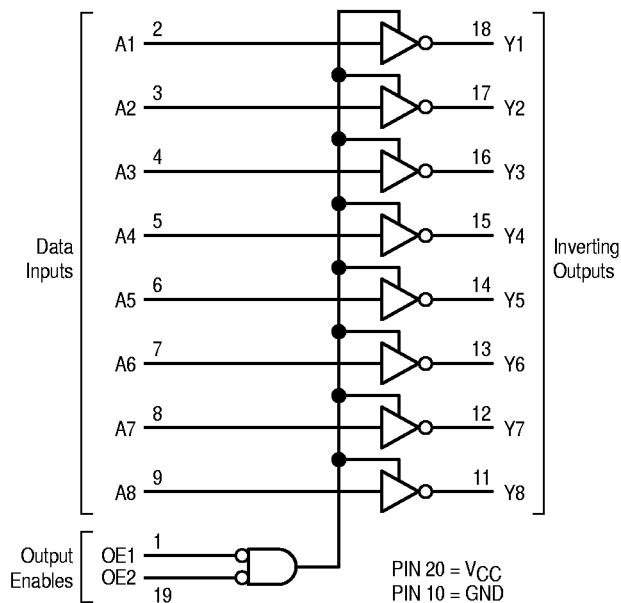 A1 2 18 Y1
A2 3 17 Y2
A3 4 16 Y3
A4 5 15 Y4
Data
Inputs
Inverting
Outputs
A5 6 14 Y5
A6 7 13 Y6
A7 8 12 Y7
A8 9 11 Y8
Output
Enables
OE1 1
OE2 19
PIN 20 = VCC
PIN 10 = GND